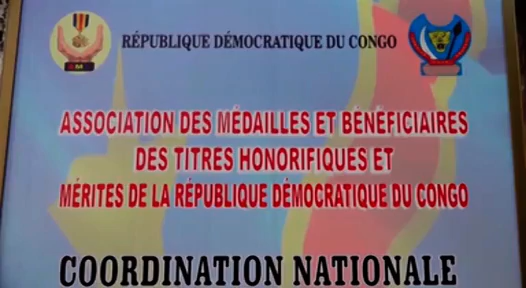 RÉPUBLIQUE DÉMOCRATIQUE DU CONGO
ASSOCIATION DES MÉDAILLES ET BÉNÉFICIAIRES
DES TITRES HONORIFIQUES ET
MÉRITES DE LA RÉPUBLIQUE DÉMOCRATIQUE DU CONGO
COORDINATION NATIONALE